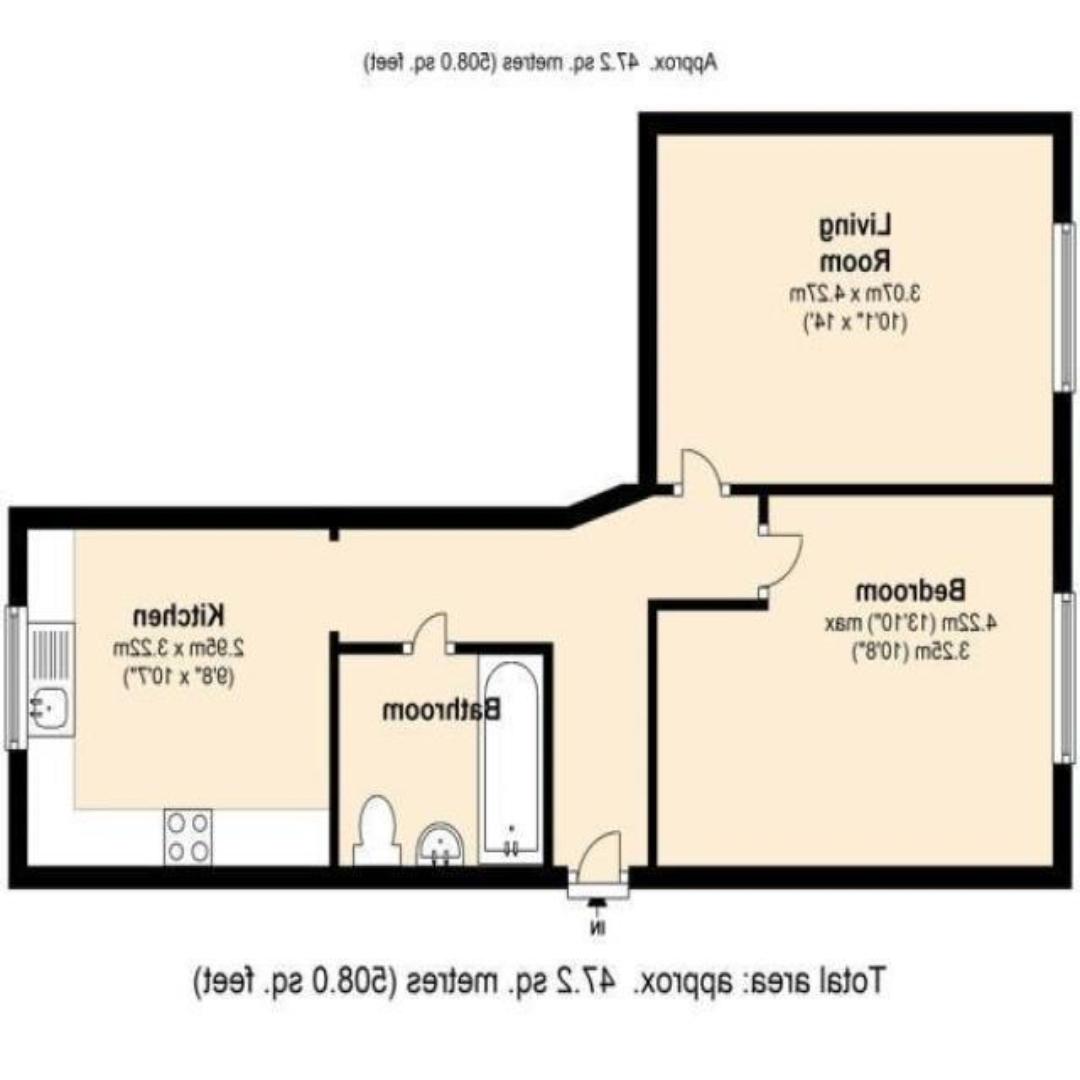 Approx. 47.2 sq. metres (508.0 sq. feet)
Living
Room
3.07m x 4.27m
(10'1" x 14')
Bedroom
4.22m (13'10") max
3.25m (10'8")
Kitchen
2.95m x 3.22m
(9'8" x 10'7")
Bathroom
IN
Total area: approx. 47.2 sq. metres (508.0 sq. feet)